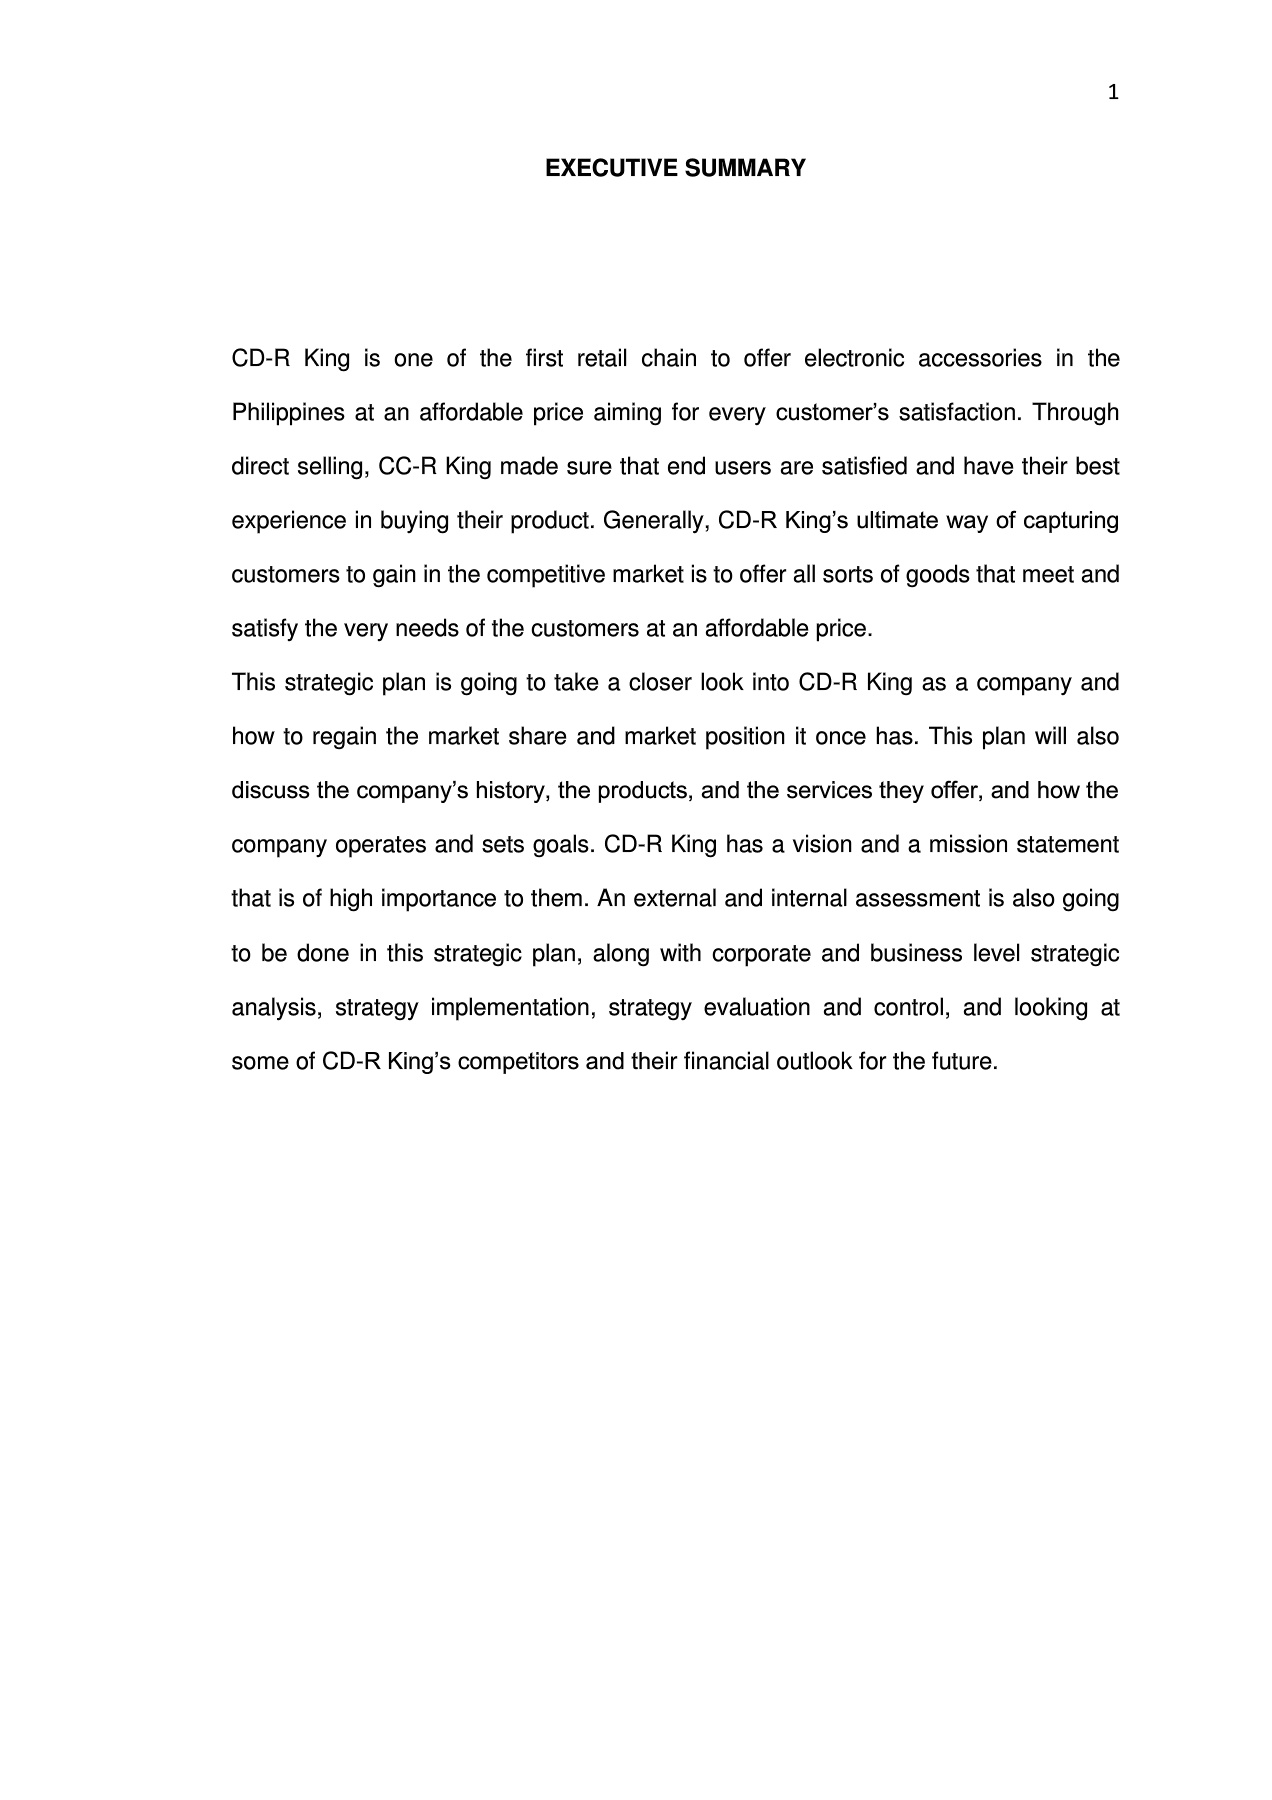 1
EXECUTIVE SUMMARY
CD-R King is one of the first retail chain to offer electronic accessories in the
Philippines at an affordable price aiming for every customer’s satisfaction. Through
direct selling, CC-R King made sure that end users are satisfied and have their best
experience in buying their product. Generally, CD-R King’s ultimate way of capturing
customers to gain in the competitive market is to offer all sorts of goods that meet and
satisfy the very needs of the customers at an affordable price.
This strategic plan is going to take a closer look into CD-R King as a company and
how to regain the market share and market position it once has. This plan will also
discuss the company’s history, the products, and the services they offer, and how the
company operates and sets goals. CD-R King has a vision and a mission statement
that is of high importance to them. An external and internal assessment is also going
to be done in this strategic plan, along with corporate and business level strategic
analysis, strategy implementation, strategy evaluation and control, and looking at
some of CD-R King’s competitors and their financial outlook for the future.